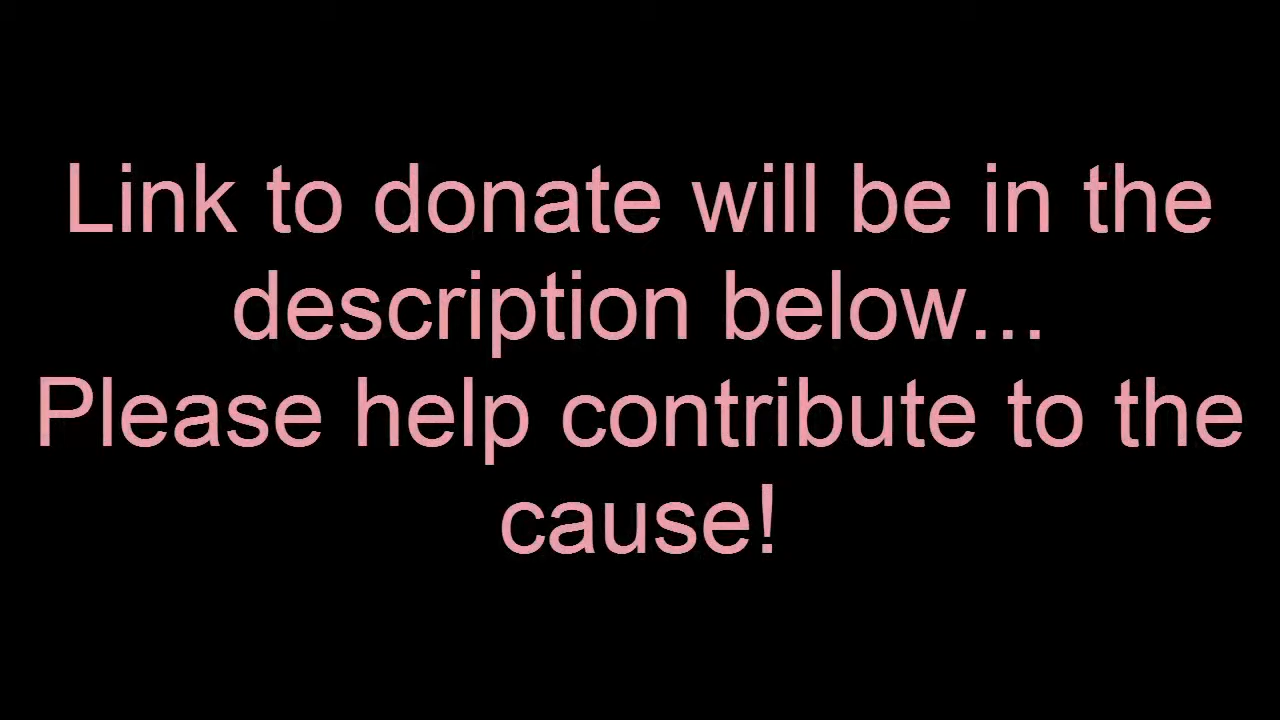 Link to donate will be in the
description below...
Please help contribute to the
cause!